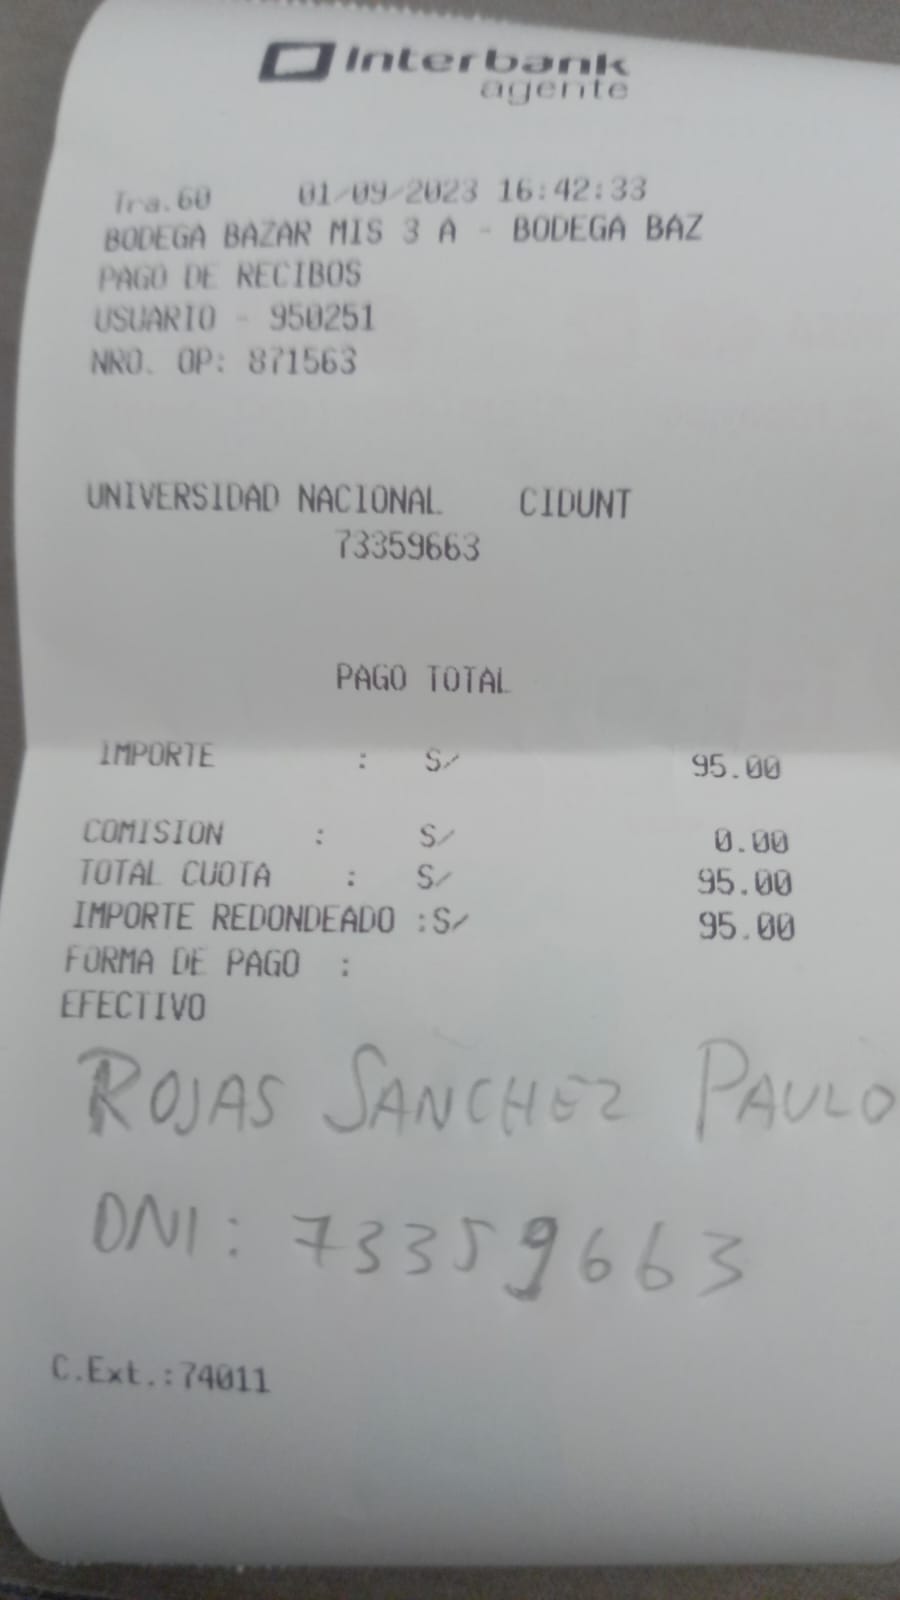 Interbank
agente
Tra.60 01/09/2023 16:42:33
BODEGA BAZAR MIS 3 A - BODEGA BAZ
PAGO DE RECIBOS
USUARIO - 950251
NRO. OP: 871563
UNIVERSIDAD NACIONAL CIDUNT
73359663
PAGO TOTAL
IMPORTE : S/ 95.00
COMISION : S/ 0.00
TOTAL CUOTA : S/ 95.00
IMPORTE REDONDEADO :S/ 95.00
FORMA DE PAGO :
EFECTIVO
ROJAS SANCHEZ PAULO
DNI: 73359663
C.Ext.:74011